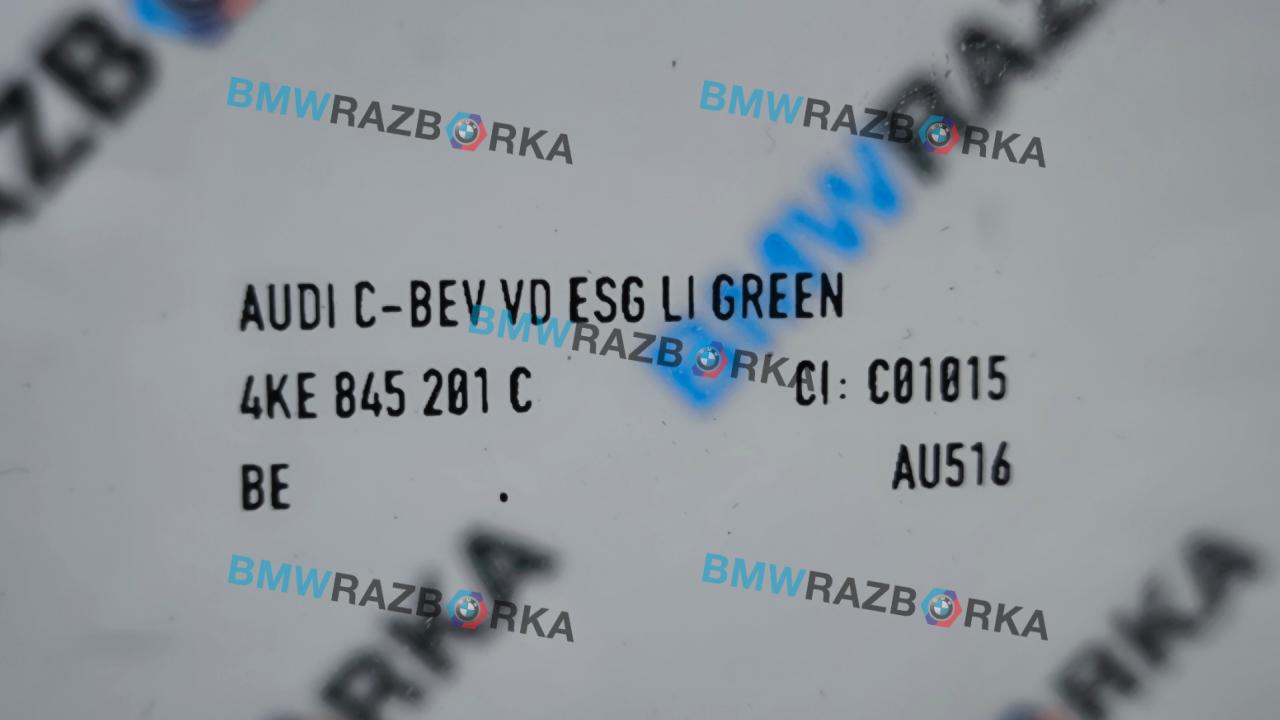 BMWRAZBORKA BMWRAZBORKA
AUDI C-BEV VD ESG LI GREEN
BMWRAZBORKA
4KE 845 201 C CI: C01015
BE . AU516
BMWRAZBORKA BMWRAZBORKA